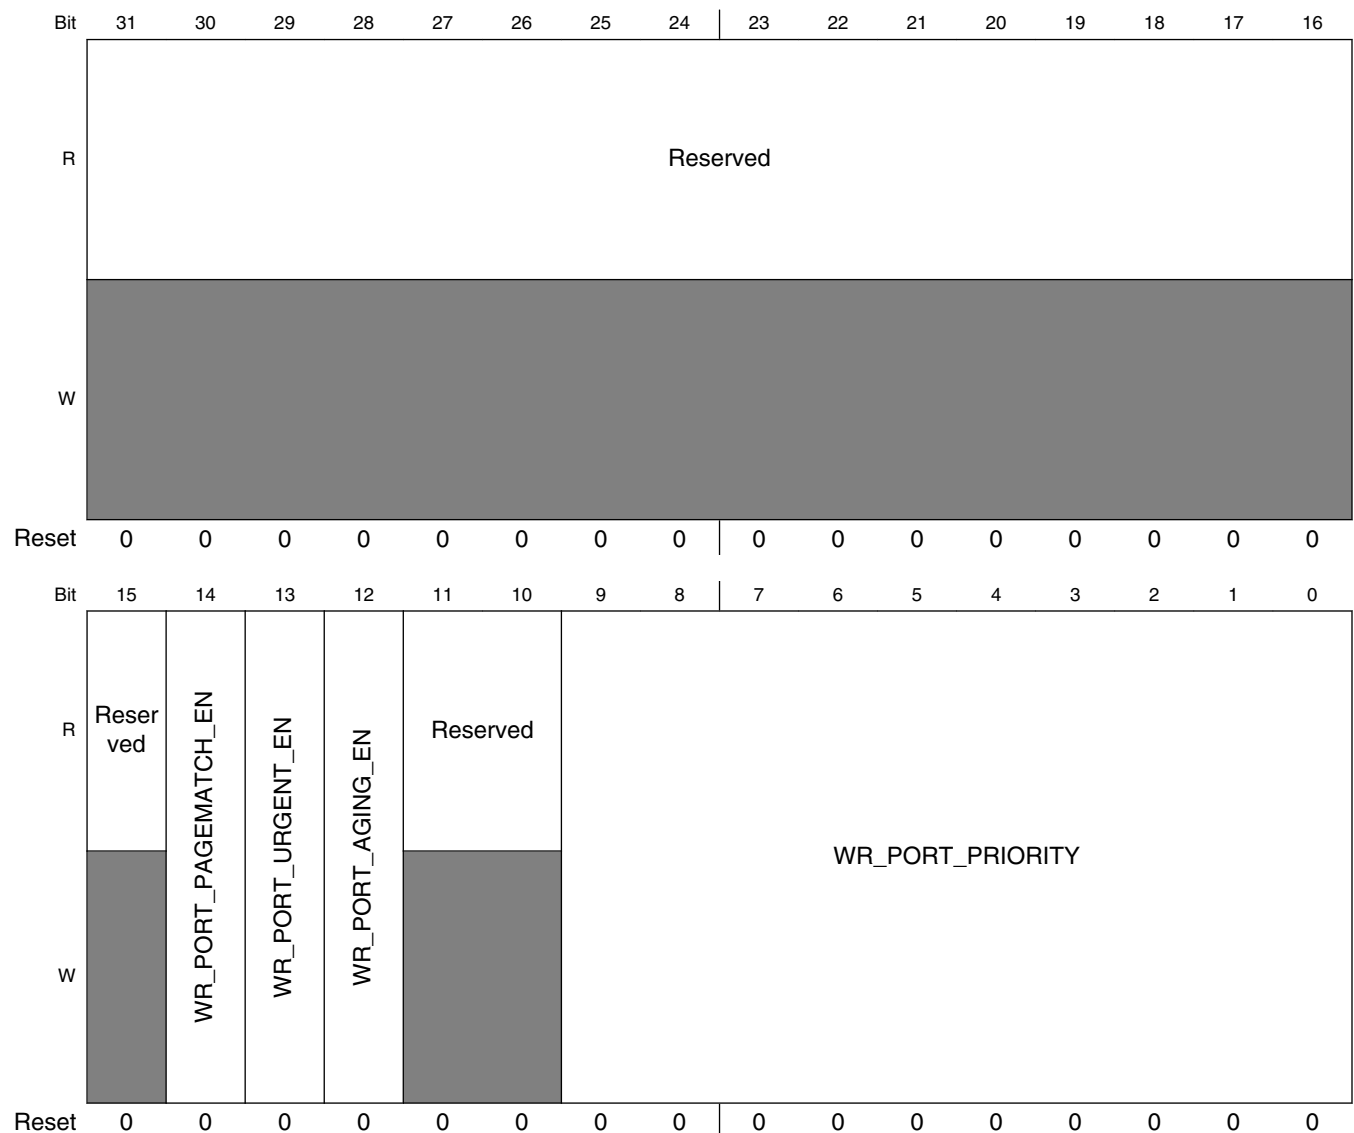 Bit 31 30 29 28 27 26 25 24 23 22 21 20 19 18 17 16
R Reserved
W
Reset 0 0 0 0 0 0 0 0 0 0 0 0 0 0 0 0
Bit 15 14 13 12 11 10 9 8 7 6 5 4 3 2 1 0
R
Reser
ved
WR_PORT_PAGEMATCH_EN
WR_PORT_URGENT_EN
WR_PORT_AGING_EN
Reserved
WR_PORT_PRIORITY
W
Reset 0 0 0 0 0 0 0 0 0 0 0 0 0 0 0 0